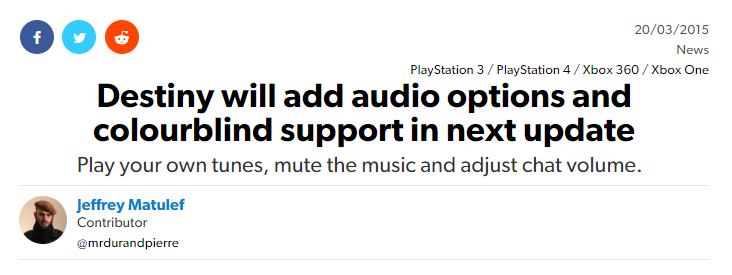 20/03/2015
News
PlayStation 3 / PlayStation 4 / Xbox 360 / Xbox One
Destiny will add audio options and
colourblind support in next update
Play your own tunes, mute the music and adjust chat volume.
Jeffrey Matulef
Contributor
@mrdurandpierre